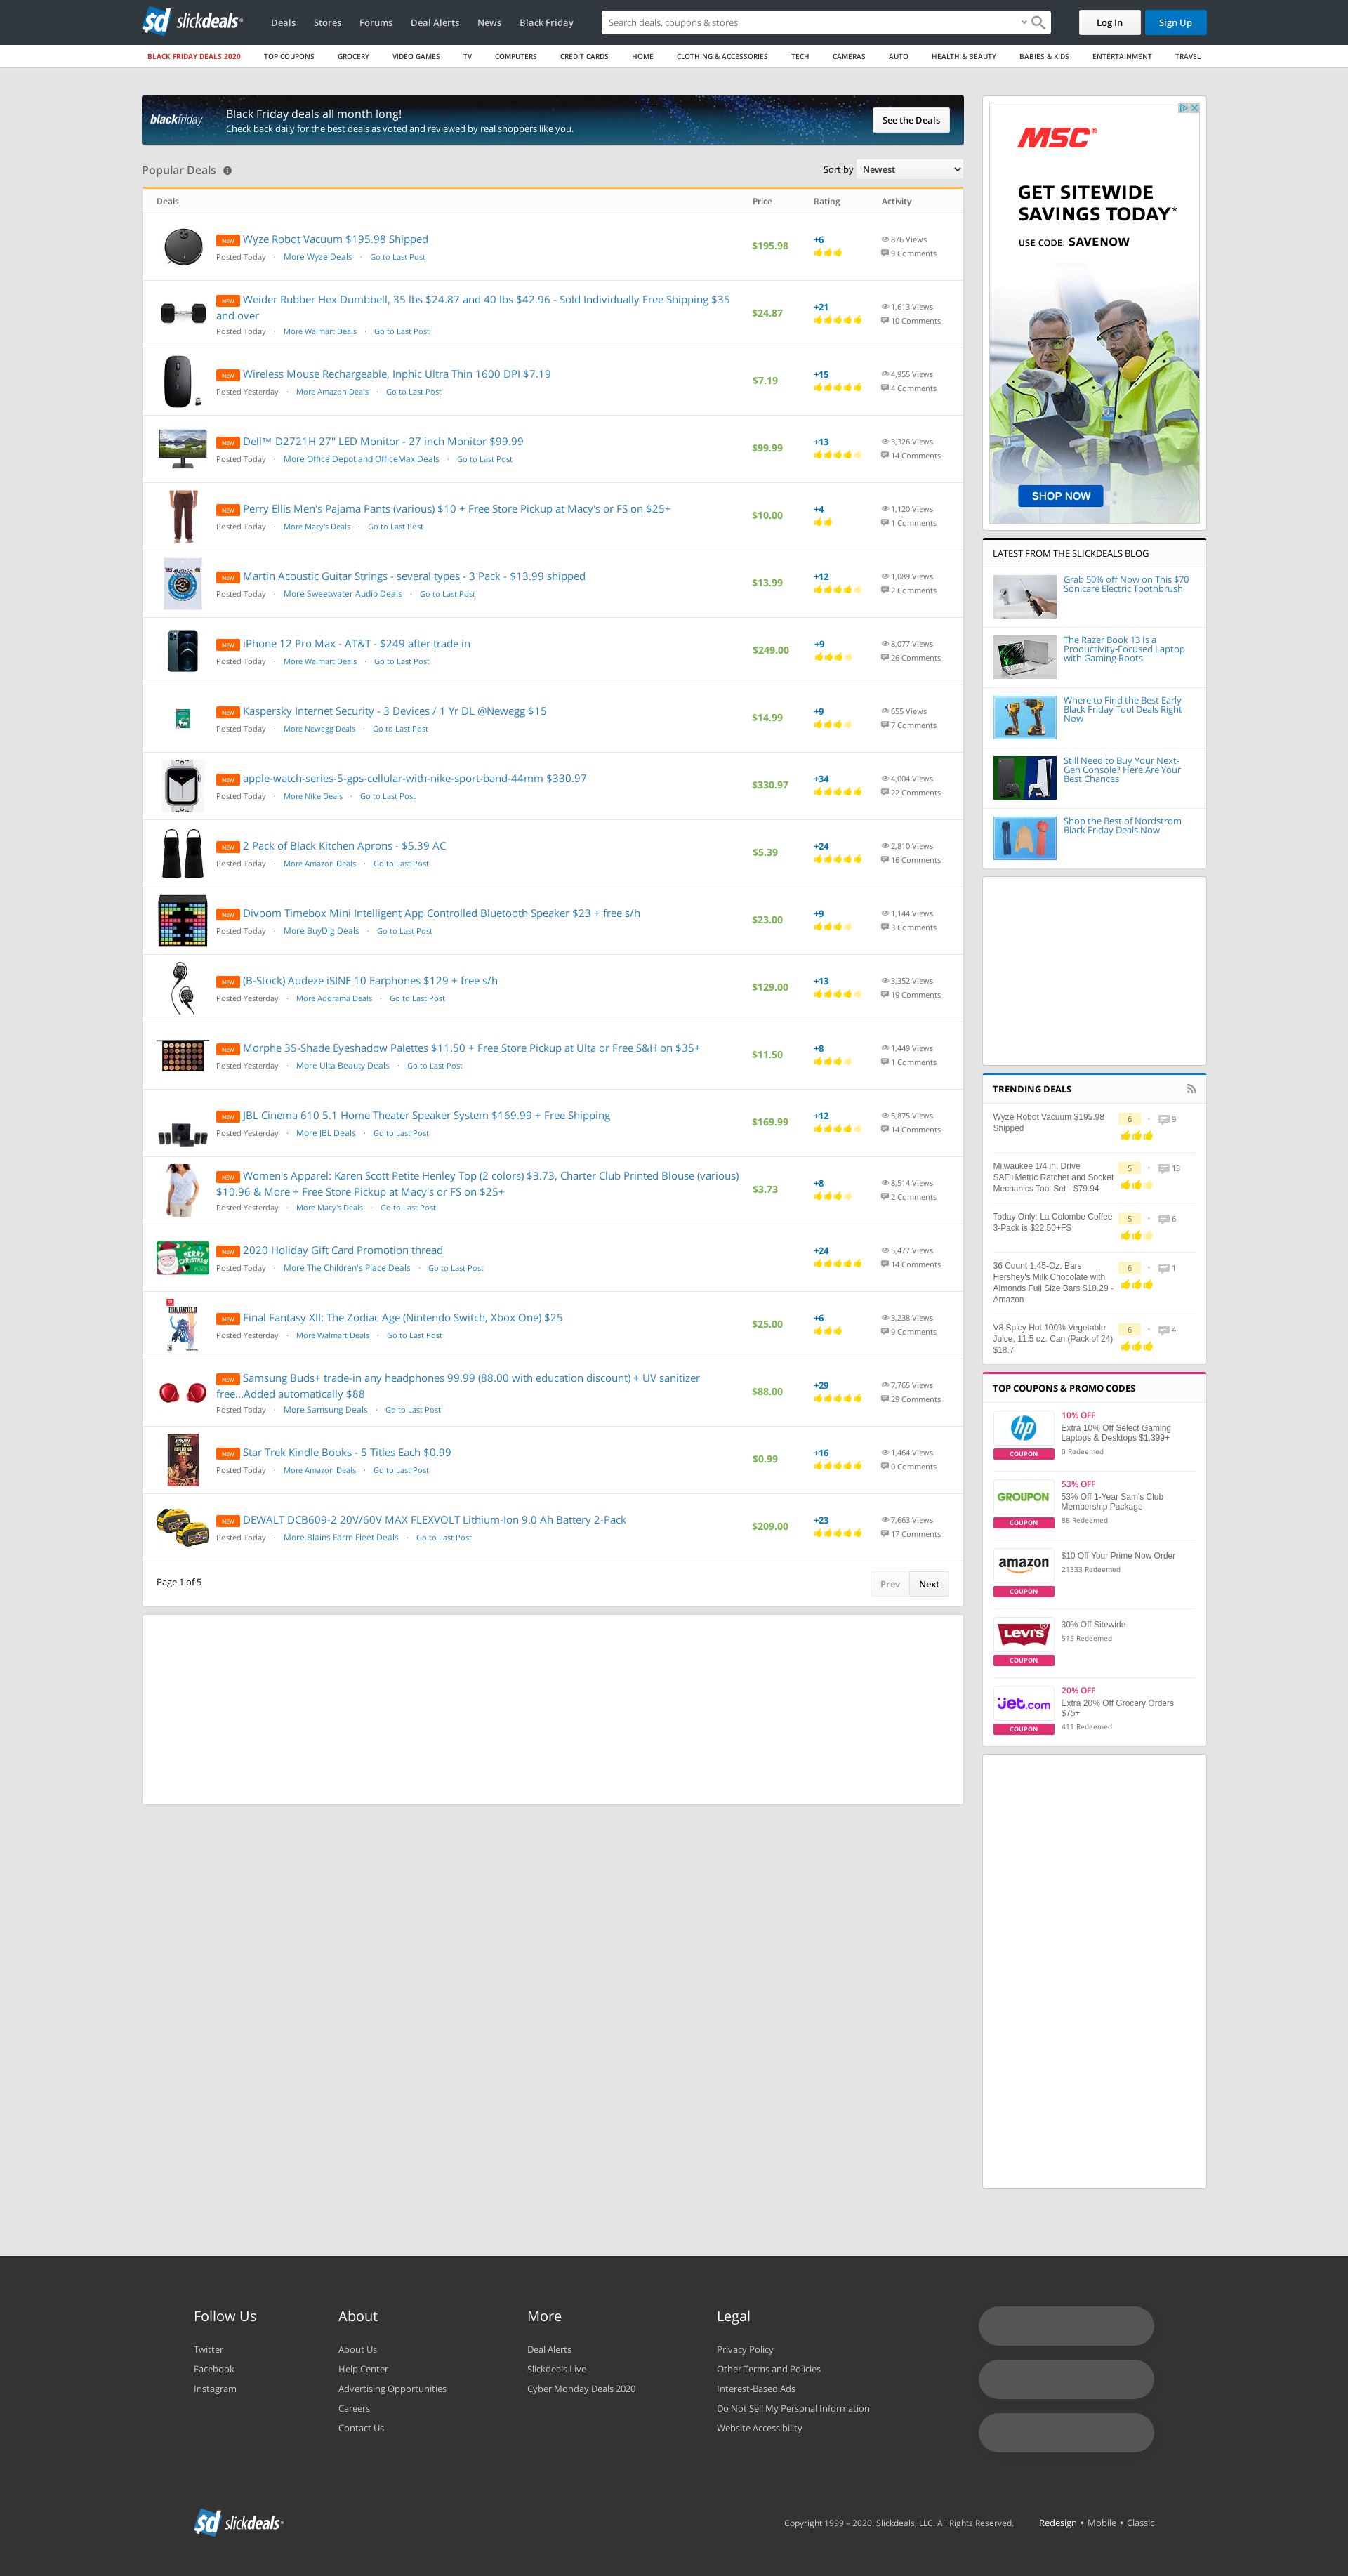 slickdeals
Deals
Stores
Forums
Deal Alerts
News
Black Friday
Search deals, coupons & stores
Log In
Sign Up
BLACK FRIDAY DEALS 2020
TOP COUPONS
GROCERY
VIDEO GAMES
TV
COMPUTERS
CREDIT CARDS
HOME
CLOTHING & ACCESSORIES
TECH
CAMERAS
AUTO
HEALTH & BEAUTY
BABIES & KIDS
ENTERTAINMENT
TRAVEL
blackfriday
Black Friday deals all month long!
Check back daily for the best deals as voted and reviewed by real shoppers like you.
See the Deals
Popular Deals
Sort by Newest
Deals Price Rating Activity
NEW Wyze Robot Vacuum $195.98 Shipped
Posted Today · More Wyze Deals · Go to Last Post
$195.98
+6
876 Views
9 Comments
NEW Weider Rubber Hex Dumbbell, 35 lbs $24.87 and 40 lbs $42.96 - Sold Individually Free Shipping $35
and over
Posted Today · More Walmart Deals · Go to Last Post
$24.87
+21
1,613 Views
10 Comments
NEW Wireless Mouse Rechargeable, Inphic Ultra Thin 1600 DPI $7.19
Posted Yesterday · More Amazon Deals · Go to Last Post
$7.19
+15
4,955 Views
4 Comments
NEW Dell™ D2721H 27" LED Monitor - 27 inch Monitor $99.99
Posted Today · More Office Depot and OfficeMax Deals · Go to Last Post
$99.99
+13
3,326 Views
14 Comments
NEW Perry Ellis Men's Pajama Pants (various) $10 + Free Store Pickup at Macy's or FS on $25+
Posted Today · More Macy's Deals · Go to Last Post
$10.00
+4
1,120 Views
1 Comments
NEW Martin Acoustic Guitar Strings - several types - 3 Pack - $13.99 shipped
Posted Today · More Sweetwater Audio Deals · Go to Last Post
$13.99
+12
1,089 Views
2 Comments
NEW iPhone 12 Pro Max - AT&T - $249 after trade in
Posted Today · More Walmart Deals · Go to Last Post
$249.00
+9
8,077 Views
26 Comments
NEW Kaspersky Internet Security - 3 Devices / 1 Yr DL @Newegg $15
Posted Today · More Newegg Deals · Go to Last Post
$14.99
+9
655 Views
7 Comments
NEW apple-watch-series-5-gps-cellular-with-nike-sport-band-44mm $330.97
Posted Today · More Nike Deals · Go to Last Post
$330.97
+34
4,004 Views
22 Comments
NEW 2 Pack of Black Kitchen Aprons - $5.39 AC
Posted Today · More Amazon Deals · Go to Last Post
$5.39
+24
2,810 Views
16 Comments
NEW Divoom Timebox Mini Intelligent App Controlled Bluetooth Speaker $23 + free s/h
Posted Today · More BuyDig Deals · Go to Last Post
$23.00
+9
1,144 Views
3 Comments
NEW (B-Stock) Audeze iSINE 10 Earphones $129 + free s/h
Posted Yesterday · More Adorama Deals · Go to Last Post
$129.00
+13
3,352 Views
19 Comments
NEW Morphe 35-Shade Eyeshadow Palettes $11.50 + Free Store Pickup at Ulta or Free S&H on $35+
Posted Yesterday · More Ulta Beauty Deals · Go to Last Post
$11.50
+8
1,449 Views
1 Comments
NEW JBL Cinema 610 5.1 Home Theater Speaker System $169.99 + Free Shipping
Posted Yesterday · More JBL Deals · Go to Last Post
$169.99
+12
5,875 Views
14 Comments
NEW Women's Apparel: Karen Scott Petite Henley Top (2 colors) $3.73, Charter Club Printed Blouse (various)
$10.96 & More + Free Store Pickup at Macy's or FS on $25+
Posted Yesterday · More Macy's Deals · Go to Last Post
$3.73
+8
8,514 Views
2 Comments
MERRY CHRISTMAS!
NEW 2020 Holiday Gift Card Promotion thread
Posted Today · More The Children's Place Deals · Go to Last Post
+24
5,477 Views
14 Comments
NEW Final Fantasy XII: The Zodiac Age (Nintendo Switch, Xbox One) $25
Posted Yesterday · More Walmart Deals · Go to Last Post
$25.00
+6
3,238 Views
9 Comments
NEW Samsung Buds+ trade-in any headphones 99.99 (88.00 with education discount) + UV sanitizer
free...Added automatically $88
Posted Today · More Samsung Deals · Go to Last Post
$88.00
+29
7,765 Views
29 Comments
NEW Star Trek Kindle Books - 5 Titles Each $0.99
Posted Today · More Amazon Deals · Go to Last Post
$0.99
+16
1,464 Views
0 Comments
NEW DEWALT DCB609-2 20V/60V MAX FLEXVOLT Lithium-Ion 9.0 Ah Battery 2-Pack
Posted Today · More Blains Farm Fleet Deals · Go to Last Post
$209.00
+23
7,663 Views
17 Comments
Page 1 of 5
Prev
Next
MSC
GET SITEWIDE
SAVINGS TODAY*
USE CODE: SAVENOW
SHOP NOW
LATEST FROM THE SLICKDEALS BLOG
Grab 50% off Now on This $70
Sonicare Electric Toothbrush
The Razer Book 13 Is a
Productivity-Focused Laptop
with Gaming Roots
Where to Find the Best Early
Black Friday Tool Deals Right
Now
Still Need to Buy Your Next-
Gen Console? Here Are Your
Best Chances
Shop the Best of Nordstrom
Black Friday Deals Now
TRENDING DEALS
Wyze Robot Vacuum $195.98
Shipped
6 · 9
Milwaukee 1/4 in. Drive
SAE+Metric Ratchet and Socket
Mechanics Tool Set - $79.94
5 · 13
Today Only: La Colombe Coffee
3-Pack is $22.50+FS
5 · 6
36 Count 1.45-Oz. Bars
Hershey's Milk Chocolate with
Almonds Full Size Bars $18.29 -
Amazon
6 · 1
V8 Spicy Hot 100% Vegetable
Juice, 11.5 oz. Can (Pack of 24)
$18.7
6 · 4
TOP COUPONS & PROMO CODES
hp
COUPON
10% OFF
Extra 10% Off Select Gaming
Laptops & Desktops $1,399+
0 Redeemed
GROUPON
COUPON
53% OFF
53% Off 1-Year Sam's Club
Membership Package
88 Redeemed
amazon
COUPON
$10 Off Your Prime Now Order
21333 Redeemed
LEVI'S
COUPON
30% Off Sitewide
515 Redeemed
jet.com
COUPON
20% OFF
Extra 20% Off Grocery Orders
$75+
411 Redeemed
Follow Us
Twitter
Facebook
Instagram
About
About Us
Help Center
Advertising Opportunities
Careers
Contact Us
More
Deal Alerts
Slickdeals Live
Cyber Monday Deals 2020
Legal
Privacy Policy
Other Terms and Policies
Interest-Based Ads
Do Not Sell My Personal Information
Website Accessibility
slickdeals
Copyright 1999 – 2020. Slickdeals, LLC. All Rights Reserved.
Redesign • Mobile • Classic